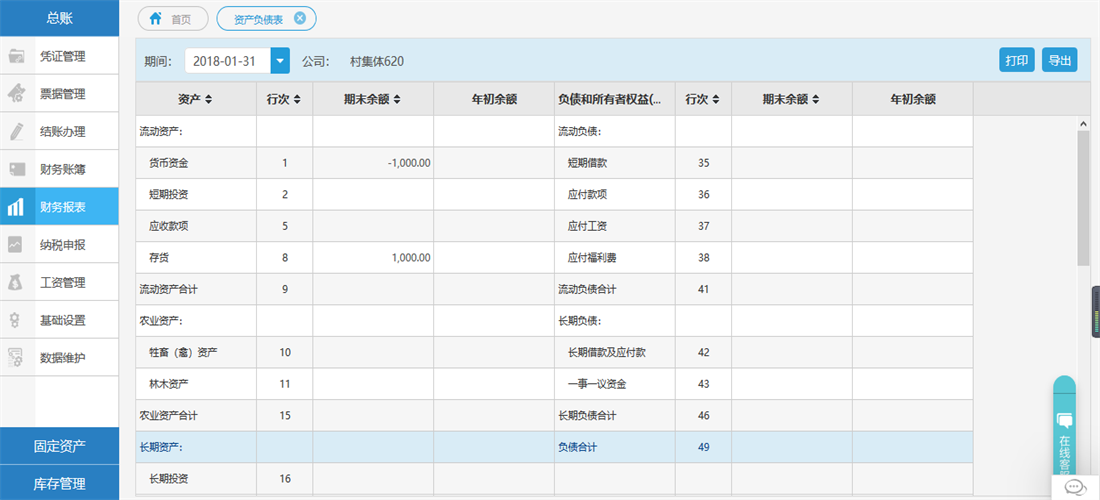 总账
凭证管理
票据管理
结账办理
财务账簿
财务报表
纳税申报
工资管理
基础设置
数据维护
固定资产
库存管理
首页
资产负债表
期间： 2018-01-31 公司： 村集体620 打印 导出
资产 行次 期末余额 年初余额 负债和所有者权益(... 行次 期末余额 年初余额
流动资产： 流动负债：
货币资金 1 -1,000.00 短期借款 35
短期投资 2 应付款项 36
应收款项 5 应付工资 37
存货 8 1,000.00 应付福利费 38
流动资产合计 9 流动负债合计 41
农业资产： 长期负债：
牲畜（禽）资产 10 长期借款及应付款 42
林木资产 11 一事一议资金 43
农业资产合计 15 长期负债合计 46
长期资产： 负债合计 49
长期投资 16
在线客服